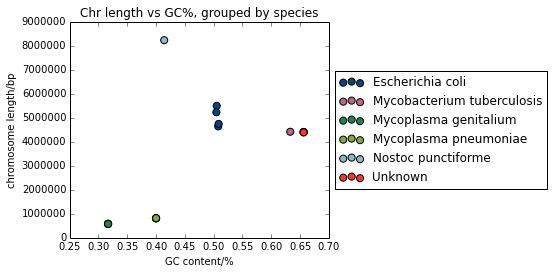 Chr length vs GC%, grouped by species
9000000
8000000
7000000
6000000
5000000
4000000
3000000
2000000
1000000
0
chromosome length/bp
0.25 0.30 0.35 0.40 0.45 0.50 0.55 0.60 0.65 0.70
GC content/%
Escherichia coli
Mycobacterium tuberculosis
Mycoplasma genitalium
Mycoplasma pneumoniae
Nostoc punctiforme
Unknown